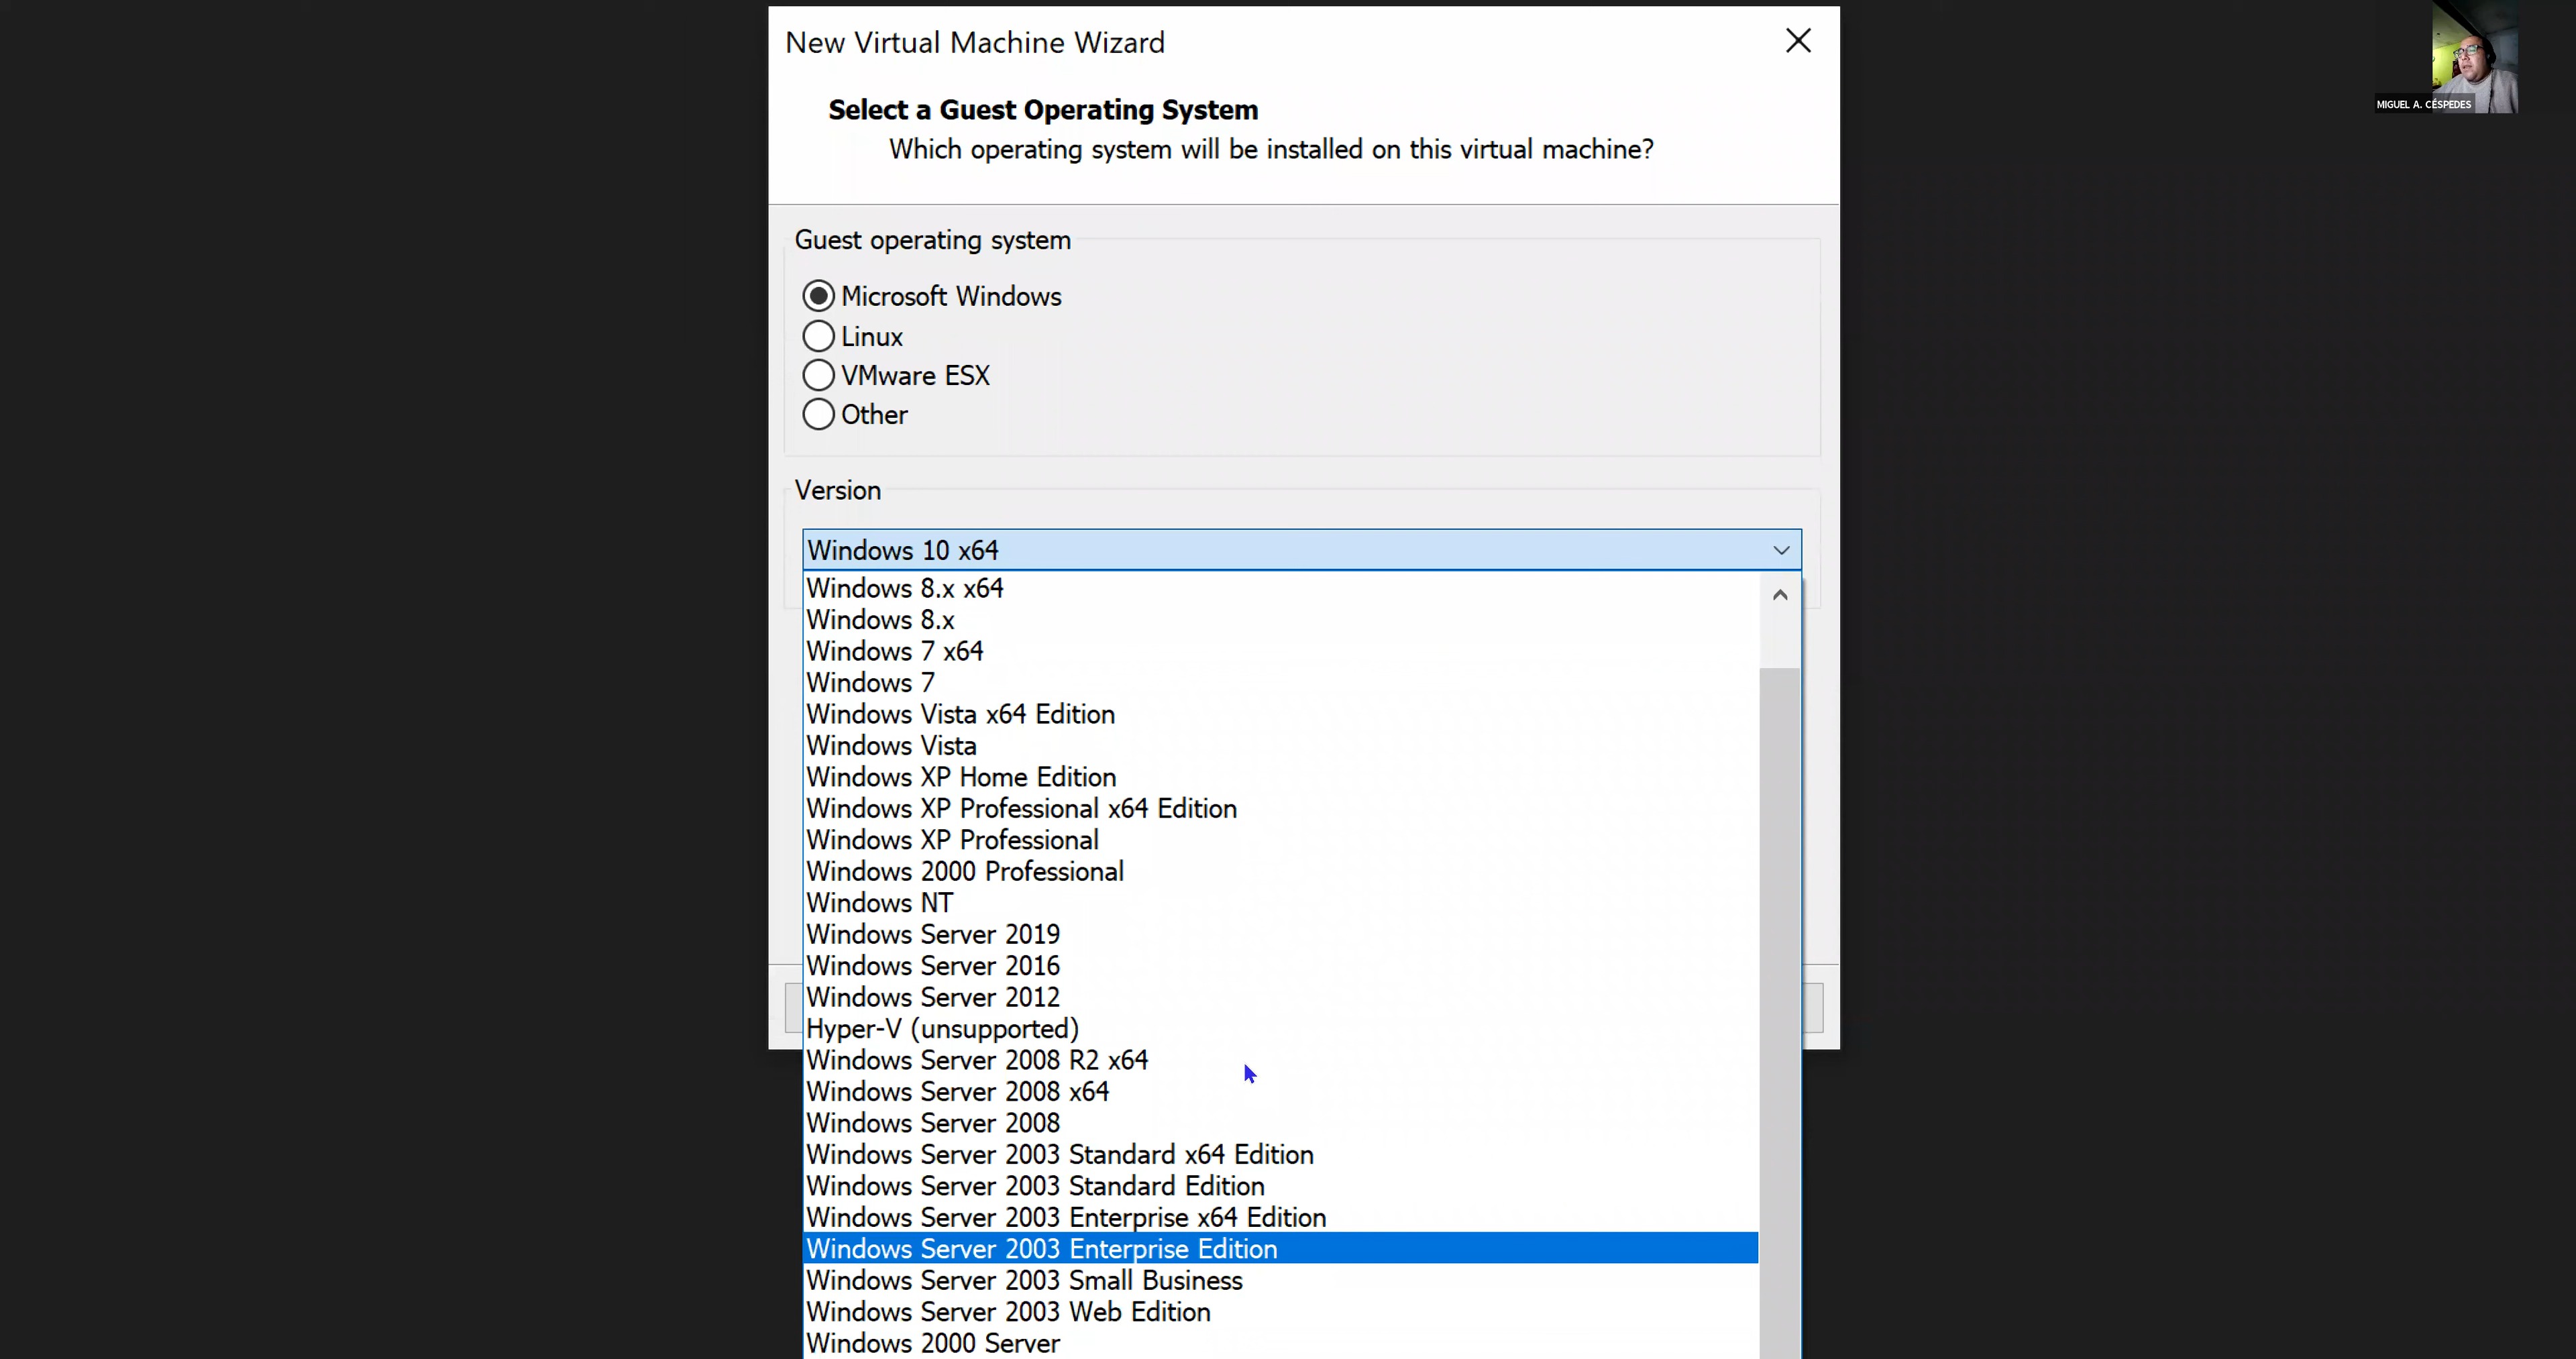 New Virtual Machine Wizard
MIGUEL A. CÉSPEDES
Select a Guest Operating System
Which operating system will be installed on this virtual machine?
Guest operating system
Microsoft Windows
Linux
VMware ESX
Other
Version
Windows 10 x64
Windows 8.x x64
Windows 8.x
Windows 7 x64
Windows 7
Windows Vista x64 Edition
Windows Vista
Windows XP Home Edition
Windows XP Professional x64 Edition
Windows XP Professional
Windows 2000 Professional
Windows NT
Windows Server 2019
Windows Server 2016
Windows Server 2012
Hyper-V (unsupported)
Windows Server 2008 R2 x64
Windows Server 2008 x64
Windows Server 2008
Windows Server 2003 Standard x64 Edition
Windows Server 2003 Standard Edition
Windows Server 2003 Enterprise x64 Edition
Windows Server 2003 Enterprise Edition
Windows Server 2003 Small Business
Windows Server 2003 Web Edition
Windows 2000 Server